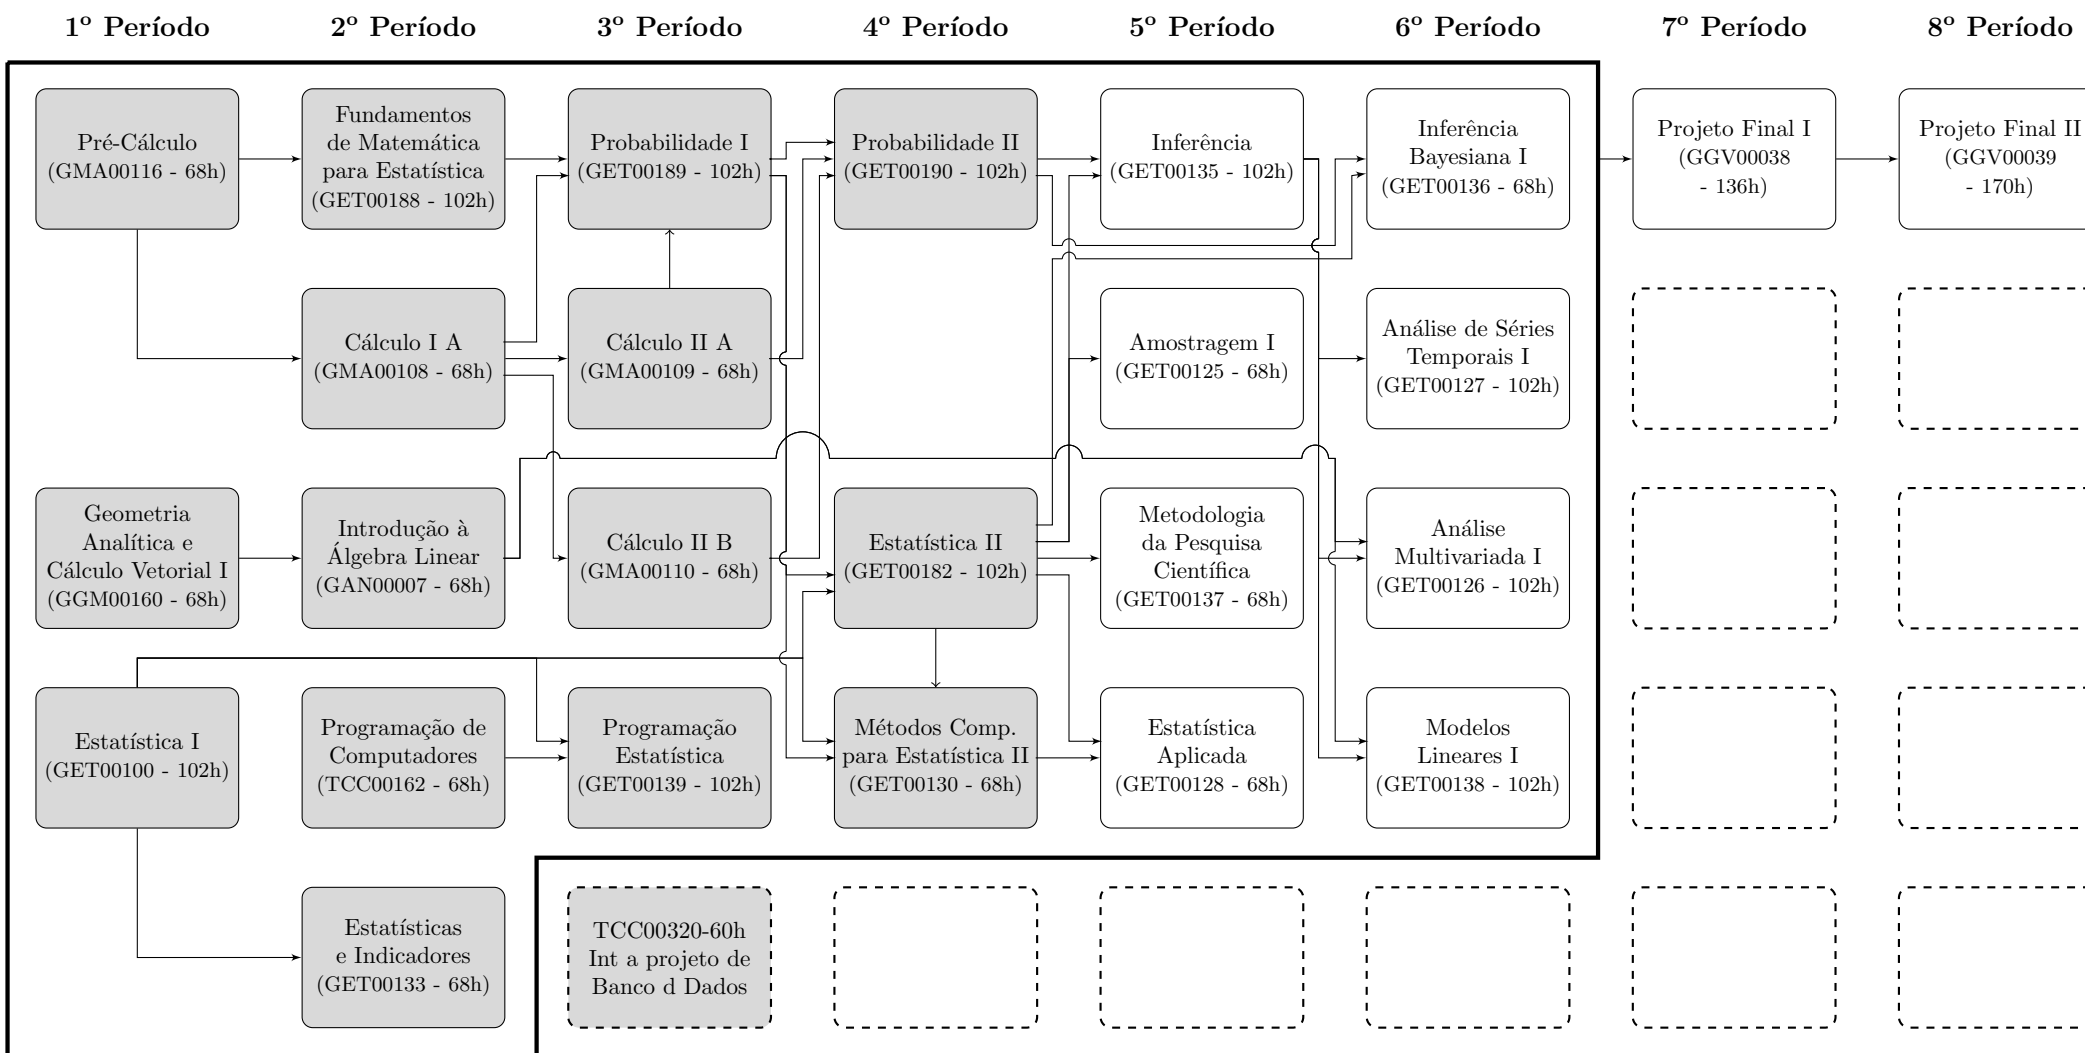 1º Período
2º Período
3º Período
4º Período
5º Período
6º Período
7º Período
8º Período
Pré-Cálculo
(GMA00116 - 68h)
Fundamentos
de Matemática
para Estatística
(GET00188 - 102h)
Probabilidade I
(GET00189 - 102h)
Probabilidade II
(GET00190 - 102h)
Inferência
(GET00135 - 102h)
Inferência
Bayesiana I
(GET00136 - 68h)
Projeto Final I
(GGV00038
- 136h)
Projeto Final II
(GGV00039
- 170h)
Cálculo I A
(GMA00108 - 68h)
Cálculo II A
(GMA00109 - 68h)
Amostragem I
(GET00125 - 68h)
Análise de Séries
Temporais I
(GET00127 - 102h)
Geometria
Analítica e
Cálculo Vetorial I
(GGM00160 - 68h)
Introdução à
Álgebra Linear
(GAN00007 - 68h)
Cálculo II B
(GMA00110 - 68h)
Estatística II
(GET00182 - 102h)
Metodologia
da Pesquisa
Científica
(GET00137 - 68h)
Análise
Multivariada I
(GET00126 - 102h)
Estatística I
(GET00100 - 102h)
Programação de
Computadores
(TCC00162 - 68h)
Programação
Estatística
(GET00139 - 102h)
Métodos Comp.
para Estatística II
(GET00130 - 68h)
Estatística
Aplicada
(GET00128 - 68h)
Modelos
Lineares I
(GET00138 - 102h)
Estatísticas
e Indicadores
(GET00133 - 68h)
TCC00320-60h
Int a projeto de
Banco d Dados